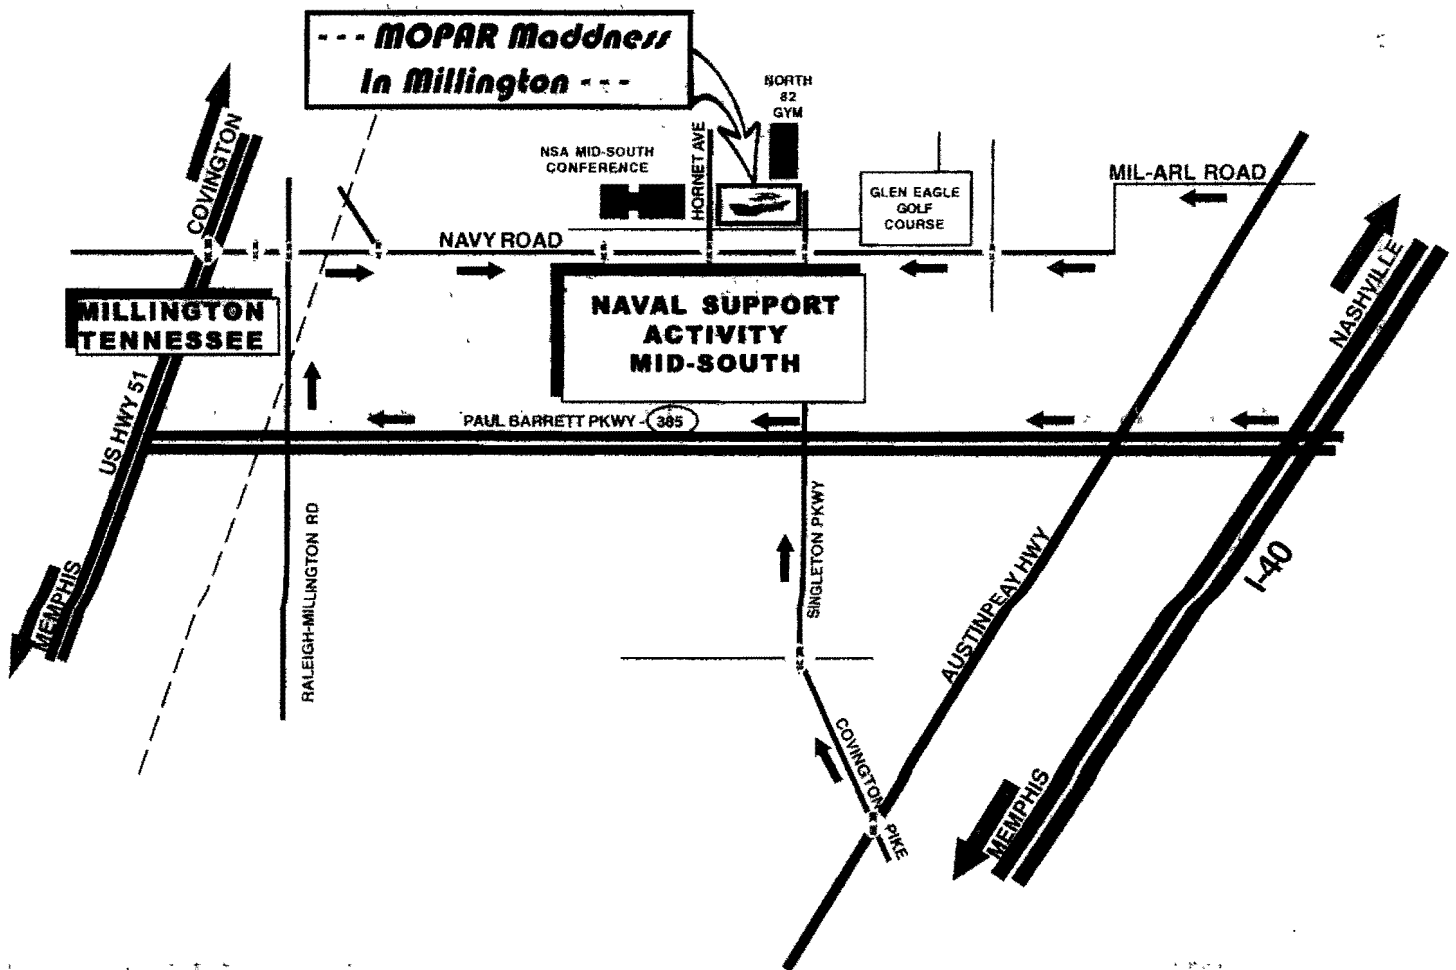 --- MOPAR Maddness
In Millington ---
NORTH
82
GYM
COVINGTON
NSA MID-SOUTH
CONFERENCE
HORNET AVE
MIL-ARL ROAD
GLEN EAGLE
GOLF
COURSE
NAVY ROAD
NASHVILLE
MILLINGTON
TENNESSEE
NAVAL SUPPORT
ACTIVITY
MID-SOUTH
US HWY 51
PAUL BARRETT PKWY - 385
RALEIGH-MILLINGTON RD
SINGLETON PKWY
AUSTINPEAY HWY
I-40
MEMPHIS
COVINGTON PIKE
MEMPHIS